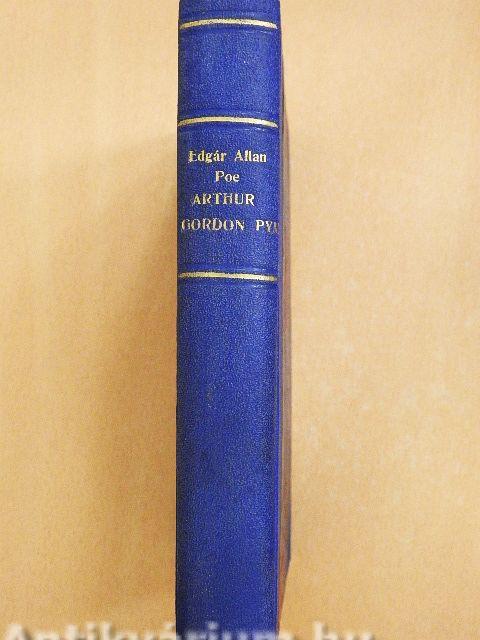 Edgár Allan
Poe
ARTHUR
GORDON PYM
Antikvárium.hu